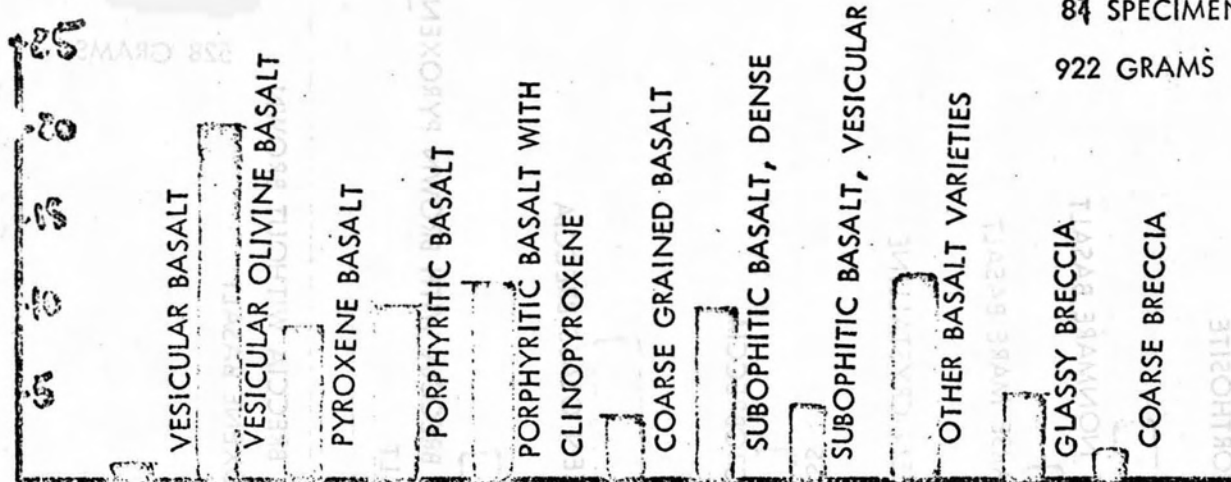 84 SPECIMEN
922 GRAMS
25
20
15
10
5
VESICULAR BASALT
VESICULAR OLIVINE BASALT
PYROXENE BASALT
PORPHYRITIC BASALT
PORPHYRITIC BASALT WITH
CLINOPYROXENE
COARSE GRAINED BASALT
SUBOPHITIC BASALT, DENSE
SUBOPHITIC BASALT, VESICULAR
OTHER BASALT VARIETIES
GLASSY BRECCIA
COARSE BRECCIA
528 GRAMS